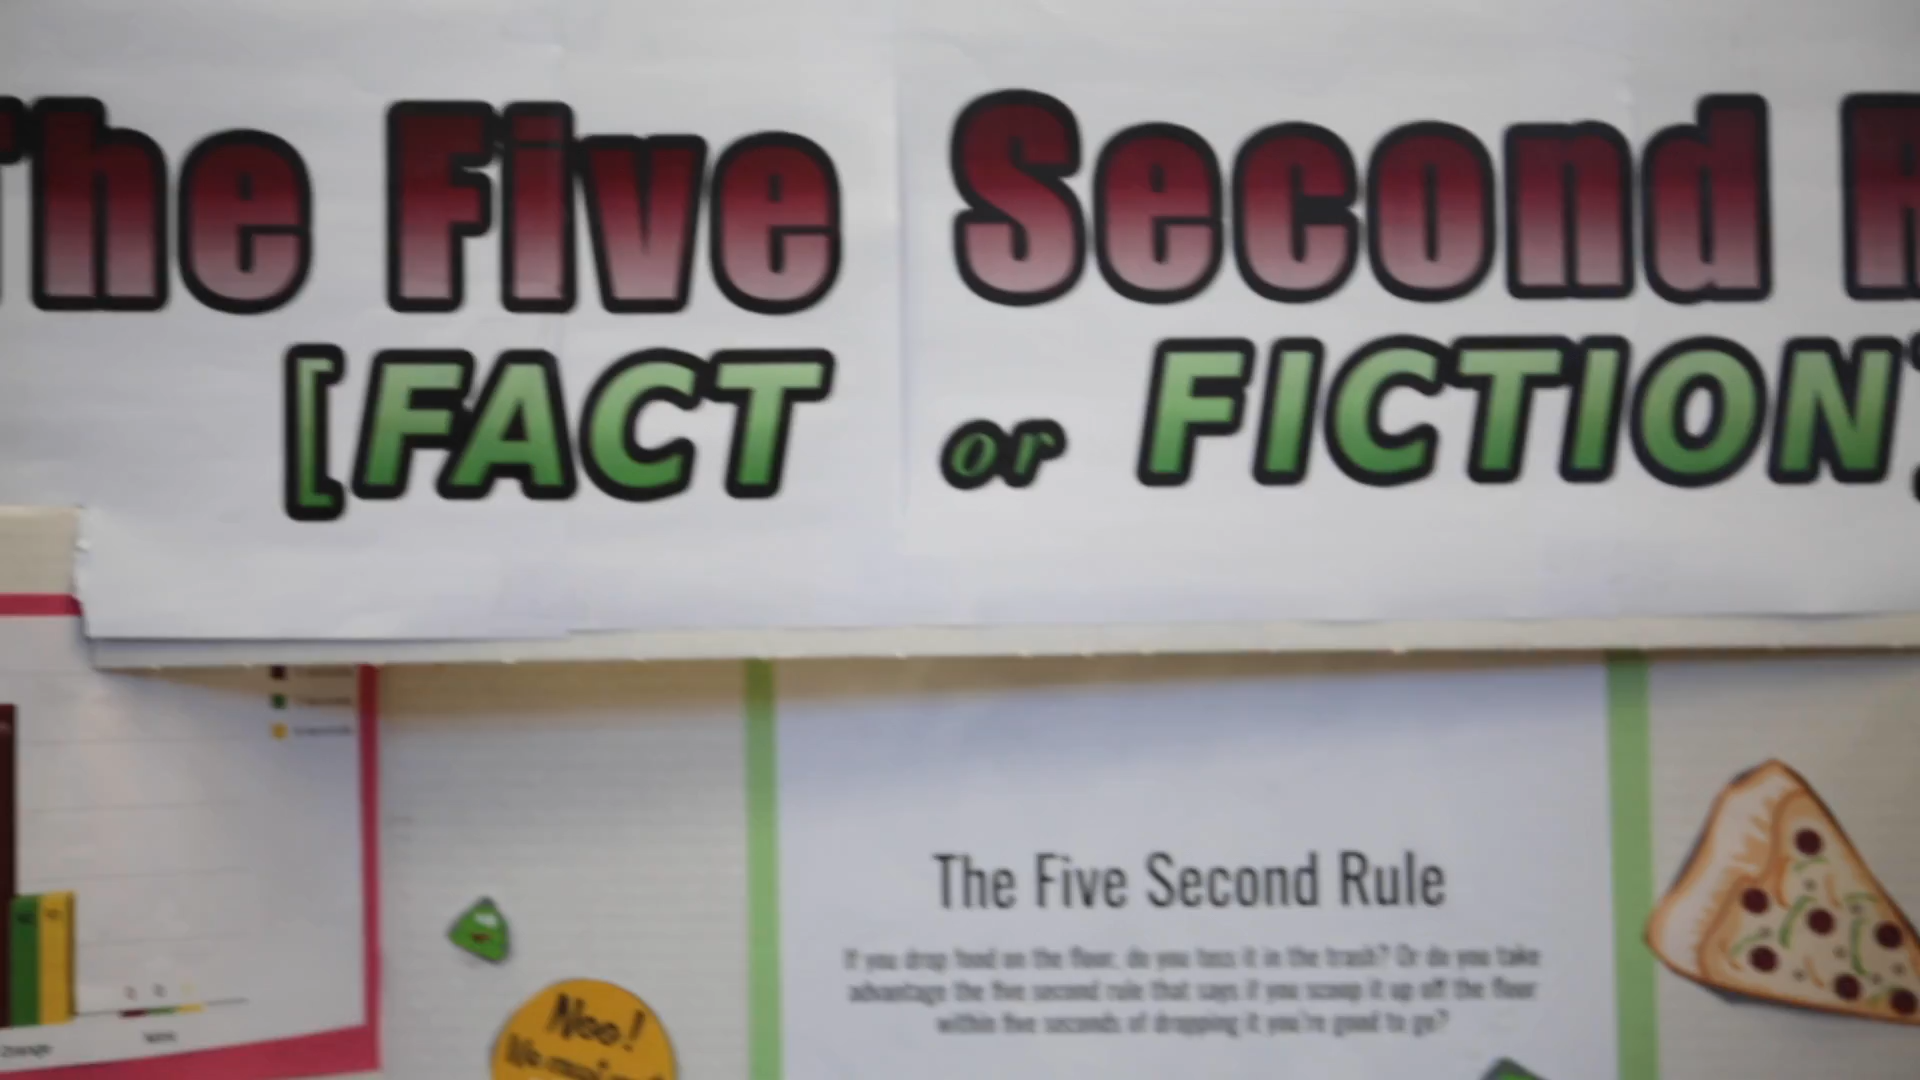 The Five Second R
[FACT or FICTION]
The Five Second Rule
If you drop food on the floor, do you toss it in the trash? Or do you take
advantage the five second rule that says if you scoop it up off the floor
within five seconds of dropping it you're good to go?
Noo!